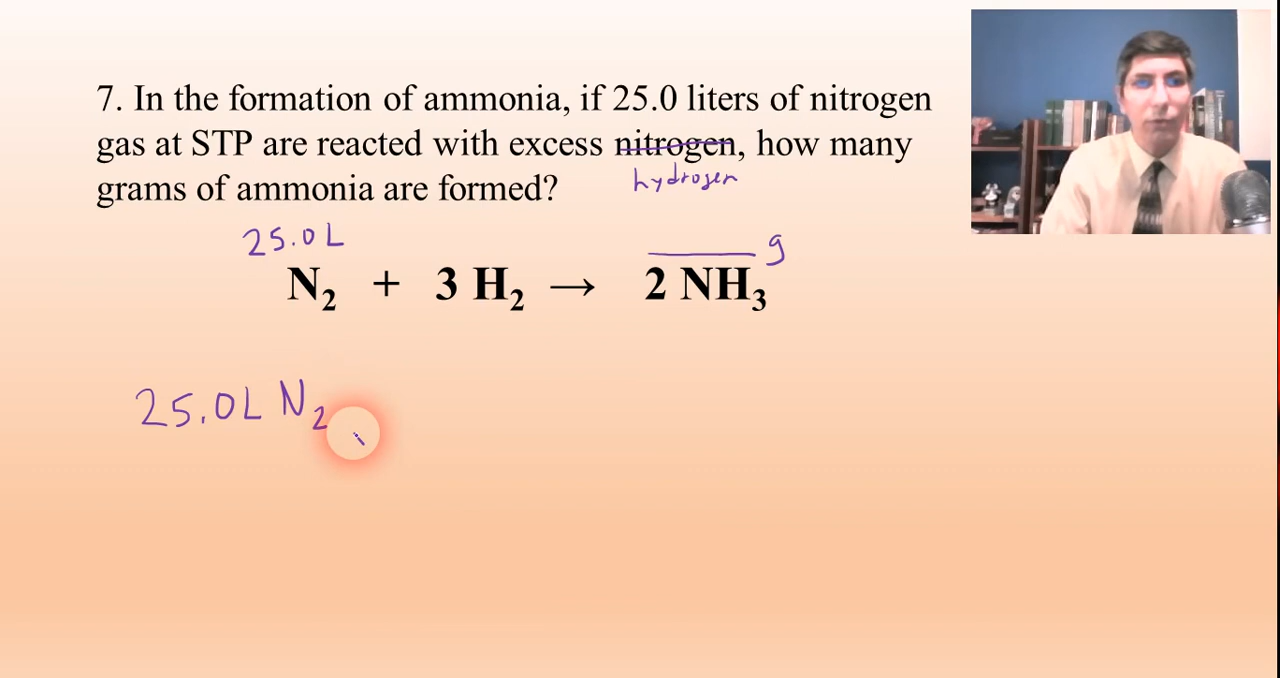 7. In the formation of ammonia, if 25.0 liters of nitrogen
gas at STP are reacted with excess nitrogen, how many
hydrogen
grams of ammonia are formed?
25.0 L
g
N₂ + 3 H₂ → 2 NH₃
25.0 L N₂